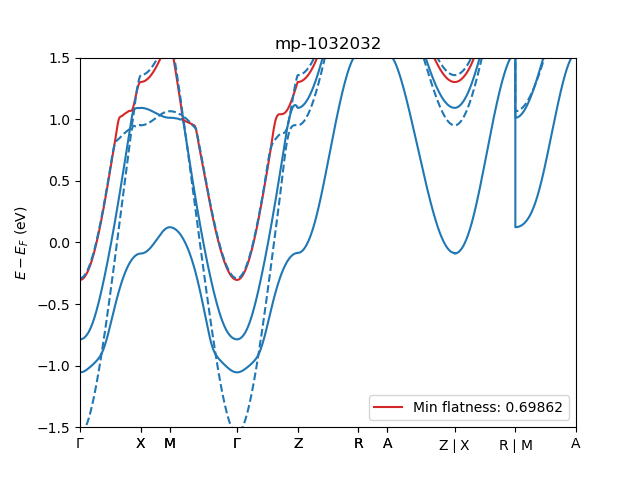 mp-1032032
1.5
1.0
0.5
0.0
−0.5
−1.0
−1.5
E − E_F (eV)
Min flatness: 0.69862
Γ X M Γ Z R A Z | X R | M A